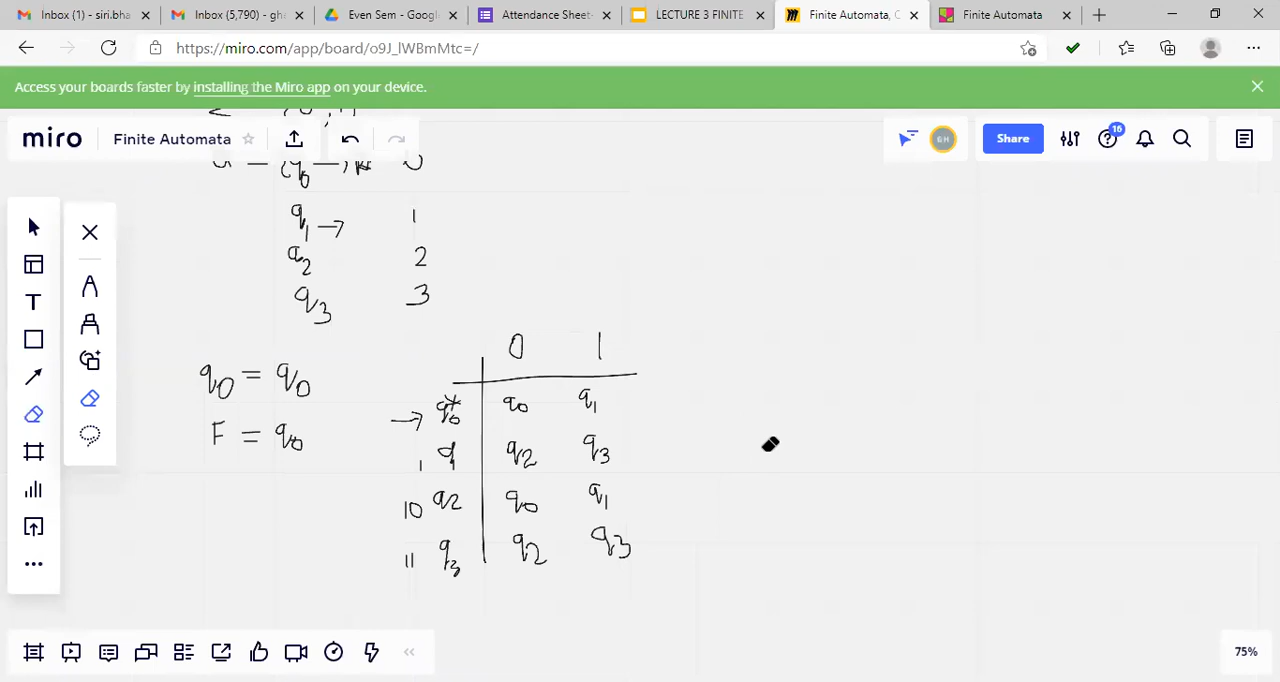 Inbox (1) - siri.bha
Inbox (5,790) - gh
Even Sem - Googl
Attendance Sheet-
LECTURE 3 FINITE
Finite Automata, C
Finite Automata
https://miro.com/app/board/o9J_lWBmMtc=/
Access your boards faster by installing the Miro app on your device.
miro
Finite Automata
GH
Share
16
q0
q1 → 1
q2 2
q3 3
0 1
q0 = q0
→ q0* q0 q1
F = q0
1 q1 q2 q3
10 q2 q0 q1
11 q3 q2 q3
T
75%